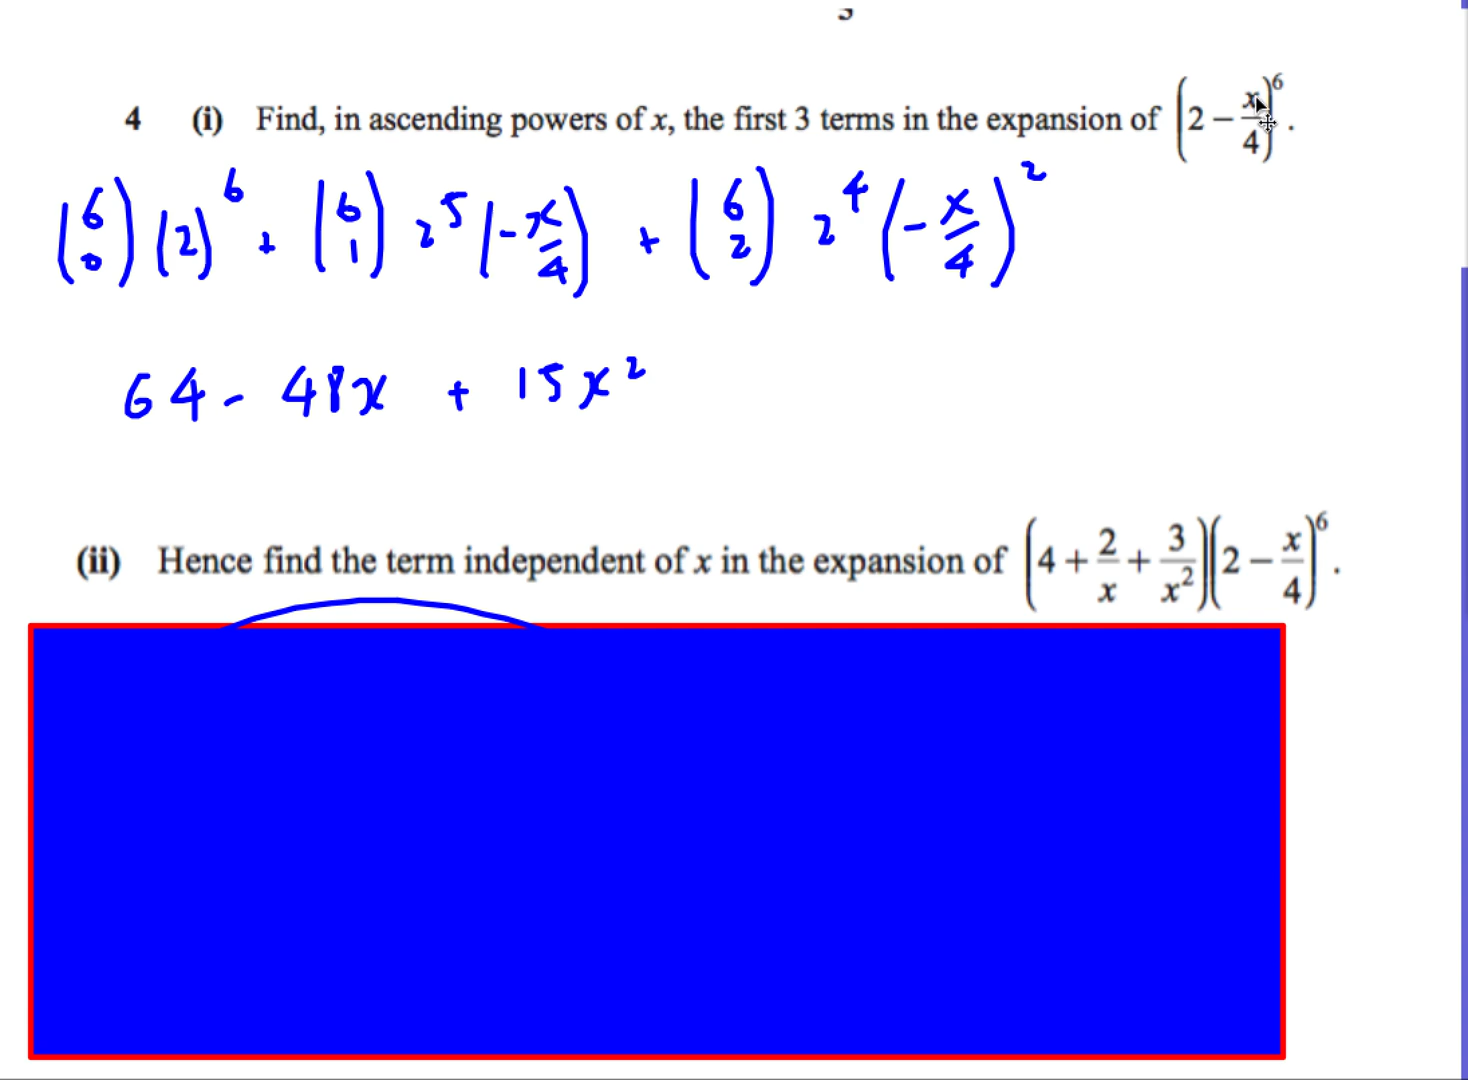 4 (i) Find, in ascending powers of x, the first 3 terms in the expansion of (2 − x/4)⁶.
(6 0)(2)⁶ + (6 1) 2⁵ (−x/4) + (6 2) 2⁴ (−x/4)²
64 − 48x + 15x²
(ii) Hence find the term independent of x in the expansion of (4 + 2/x + 3/x²)(2 − x/4)⁶.